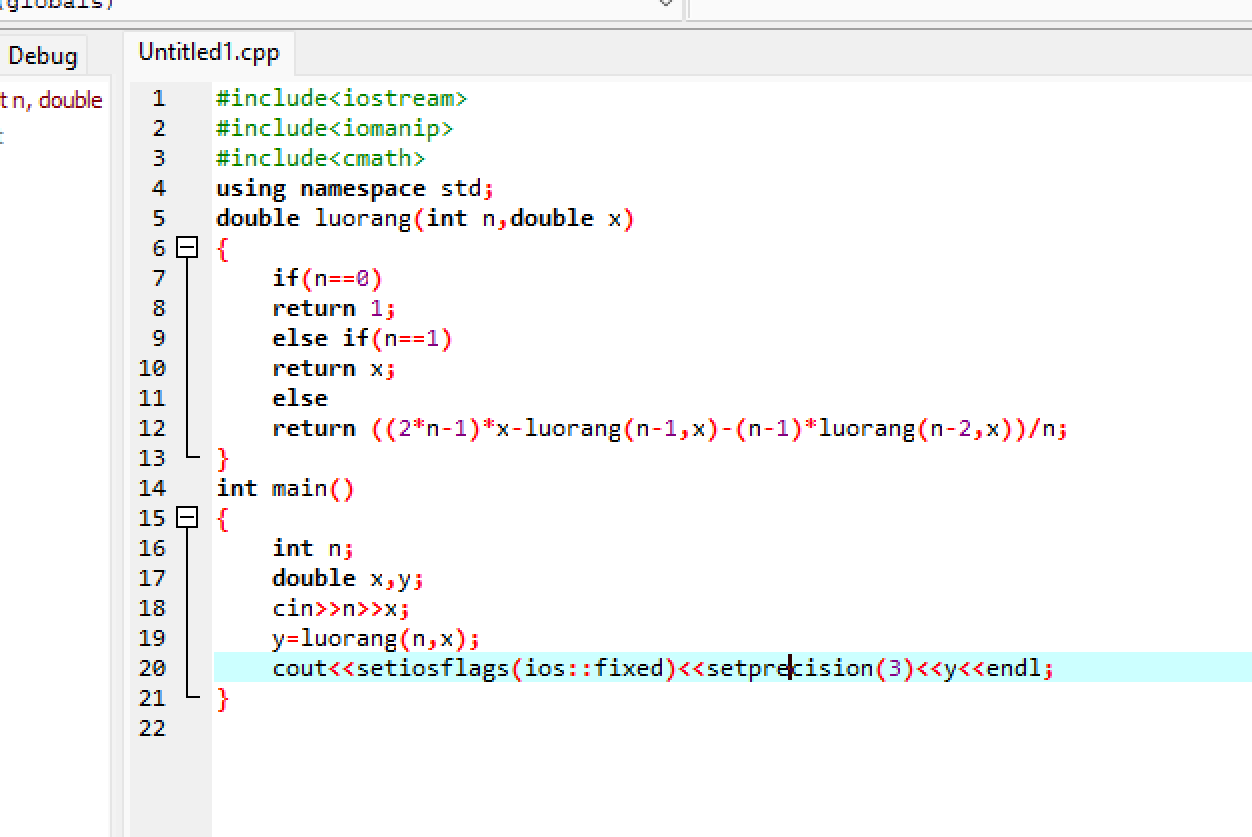 (globals)
Debug
Untitled1.cpp
t n, double
1 #include<iostream>
2 #include<iomanip>
3 #include<cmath>
4 using namespace std;
5 double luorang(int n,double x)
6 {
7 if(n==0)
8 return 1;
9 else if(n==1)
10 return x;
11 else
12 return ((2*n-1)*x-luorang(n-1,x)-(n-1)*luorang(n-2,x))/n;
13 }
14 int main()
15 {
16 int n;
17 double x,y;
18 cin>>n>>x;
19 y=luorang(n,x);
20 cout<<setiosflags(ios::fixed)<<setprecision(3)<<y<<endl;
21 }
22